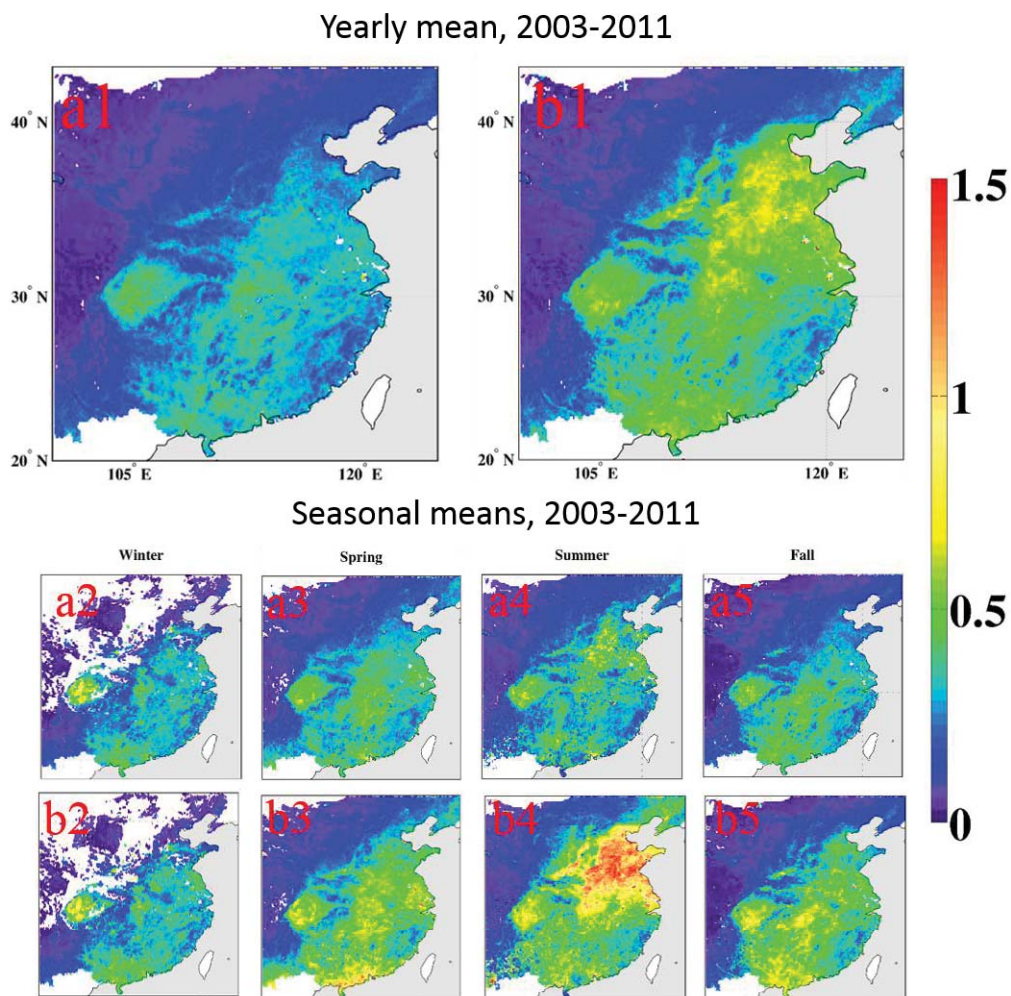 Yearly mean, 2003-2011
a1
b1
40° N
30° N
20° N
105° E
120° E
40° N
30° N
20° N
105° E
120° E
1.5
1
0.5
0
Seasonal means, 2003-2011
Winter
Spring
Summer
Fall
a2
a3
a4
a5
b2
b3
b4
b5